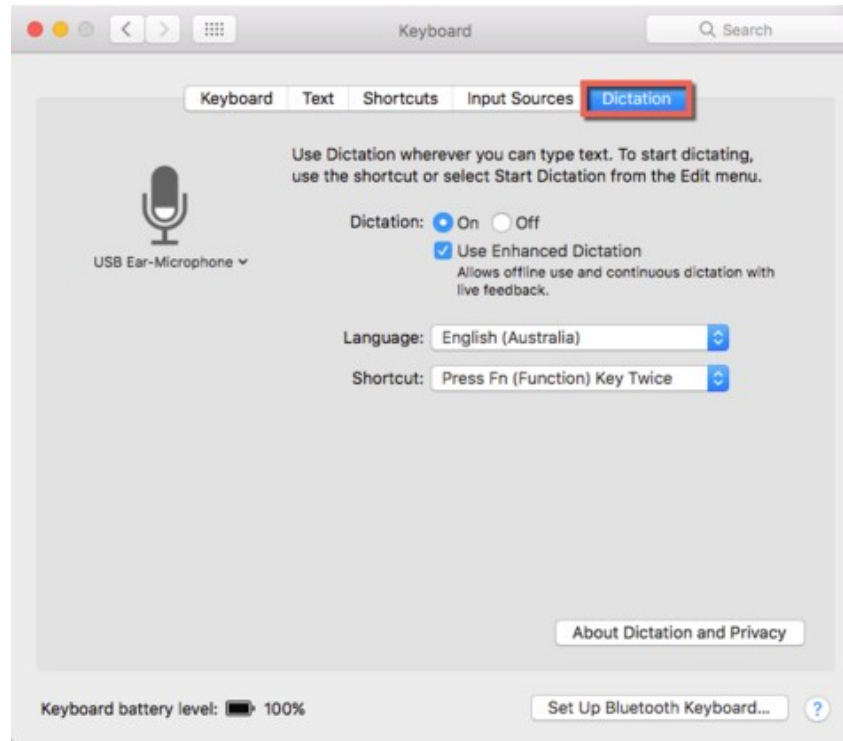 Keyboard
Search
Keyboard Text Shortcuts Input Sources Dictation
Use Dictation wherever you can type text. To start dictating,
use the shortcut or select Start Dictation from the Edit menu.
Dictation: On Off
USB Ear-Microphone
Use Enhanced Dictation
Allows offline use and continuous dictation with
live feedback.
Language: English (Australia)
Shortcut: Press Fn (Function) Key Twice
About Dictation and Privacy
Keyboard battery level: 100%
Set Up Bluetooth Keyboard...
?